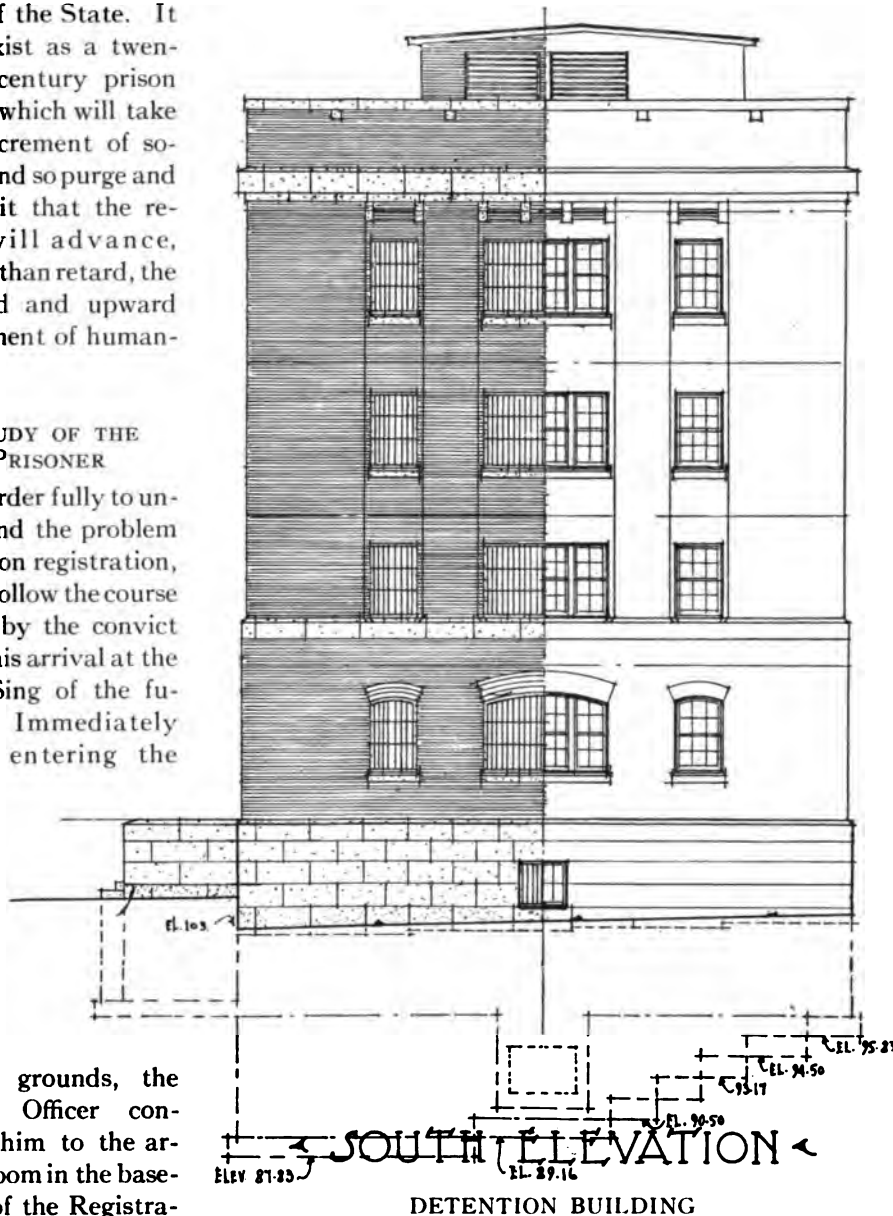 f the State. It
xist as a twen-
century prison
which will take
crement of so-
nd so purge and
it that the re-
vill advance,
than retard, the
d and upward
ment of human-
UDY OF THE
PRISONER
rder fully to un-
nd the problem
on registration,
ollow the course
by the convict
his arrival at the
Sing of the fu-
Immediately
entering the
EL. 103
grounds, the
Officer con-
him to the ar-
oom in the base-
of the Registra-
EL. 95.83
EL. 94.50
93.17
EL. 90.50
SOUTH ELEVATION
ELEV 87.83
EL. 89.16
DETENTION BUILDING